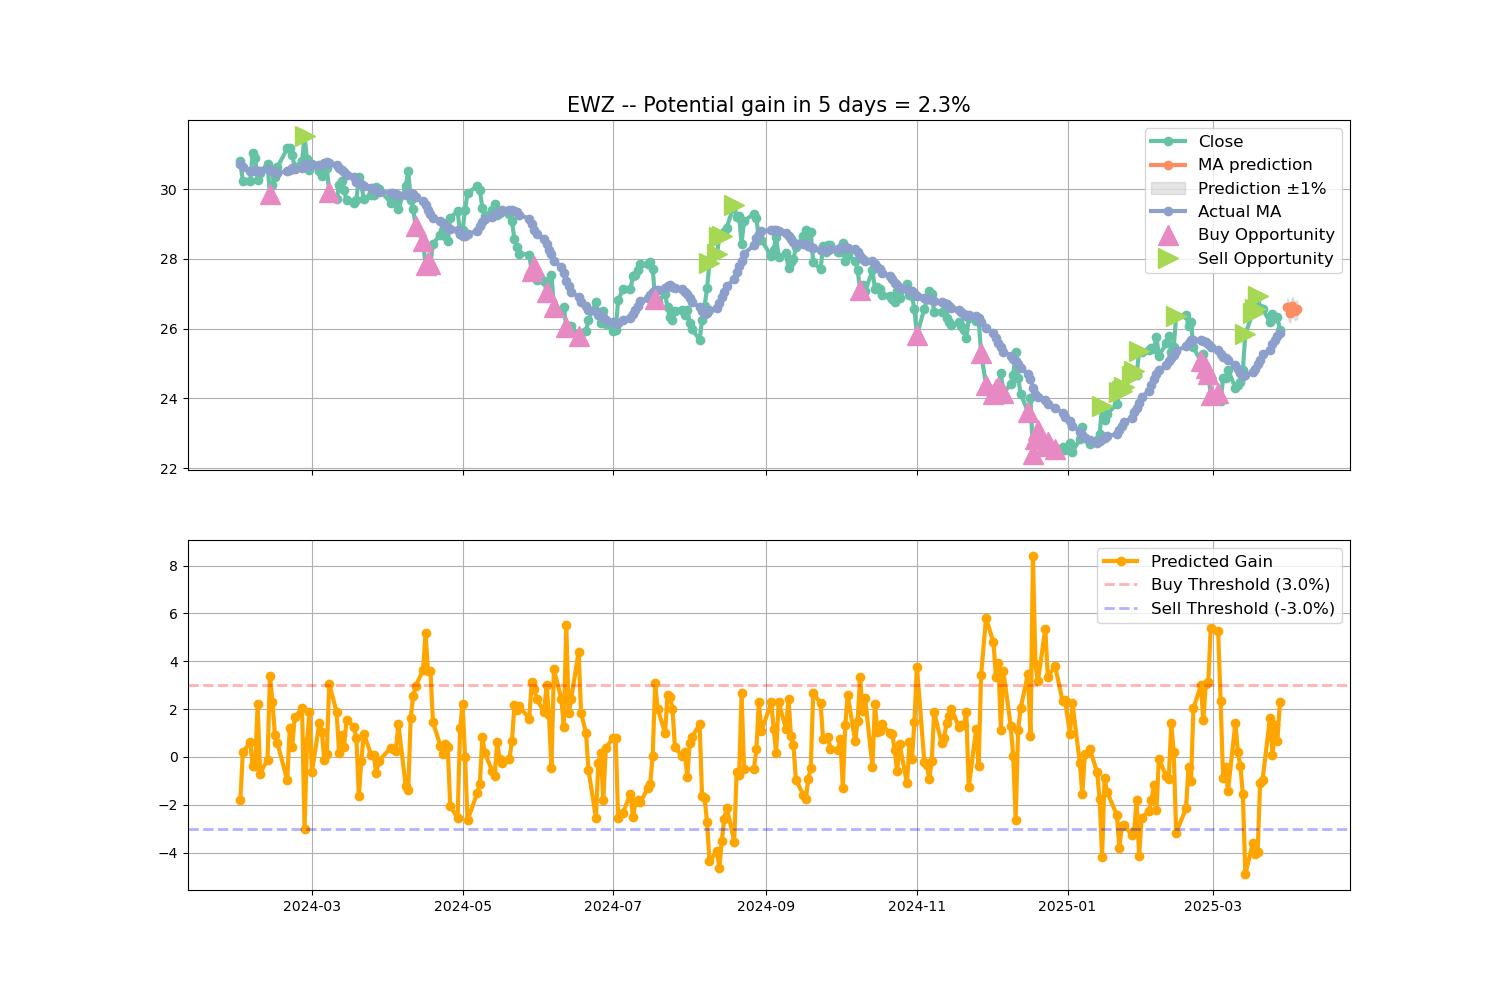 EWZ -- Potential gain in 5 days = 2.3%
Close
MA prediction
Prediction ±1%
Actual MA
Buy Opportunity
Sell Opportunity
30
28
26
24
22
Predicted Gain
Buy Threshold (3.0%)
Sell Threshold (-3.0%)
8
6
4
2
0
−2
−4
2024-03 2024-05 2024-07 2024-09 2024-11 2025-01 2025-03